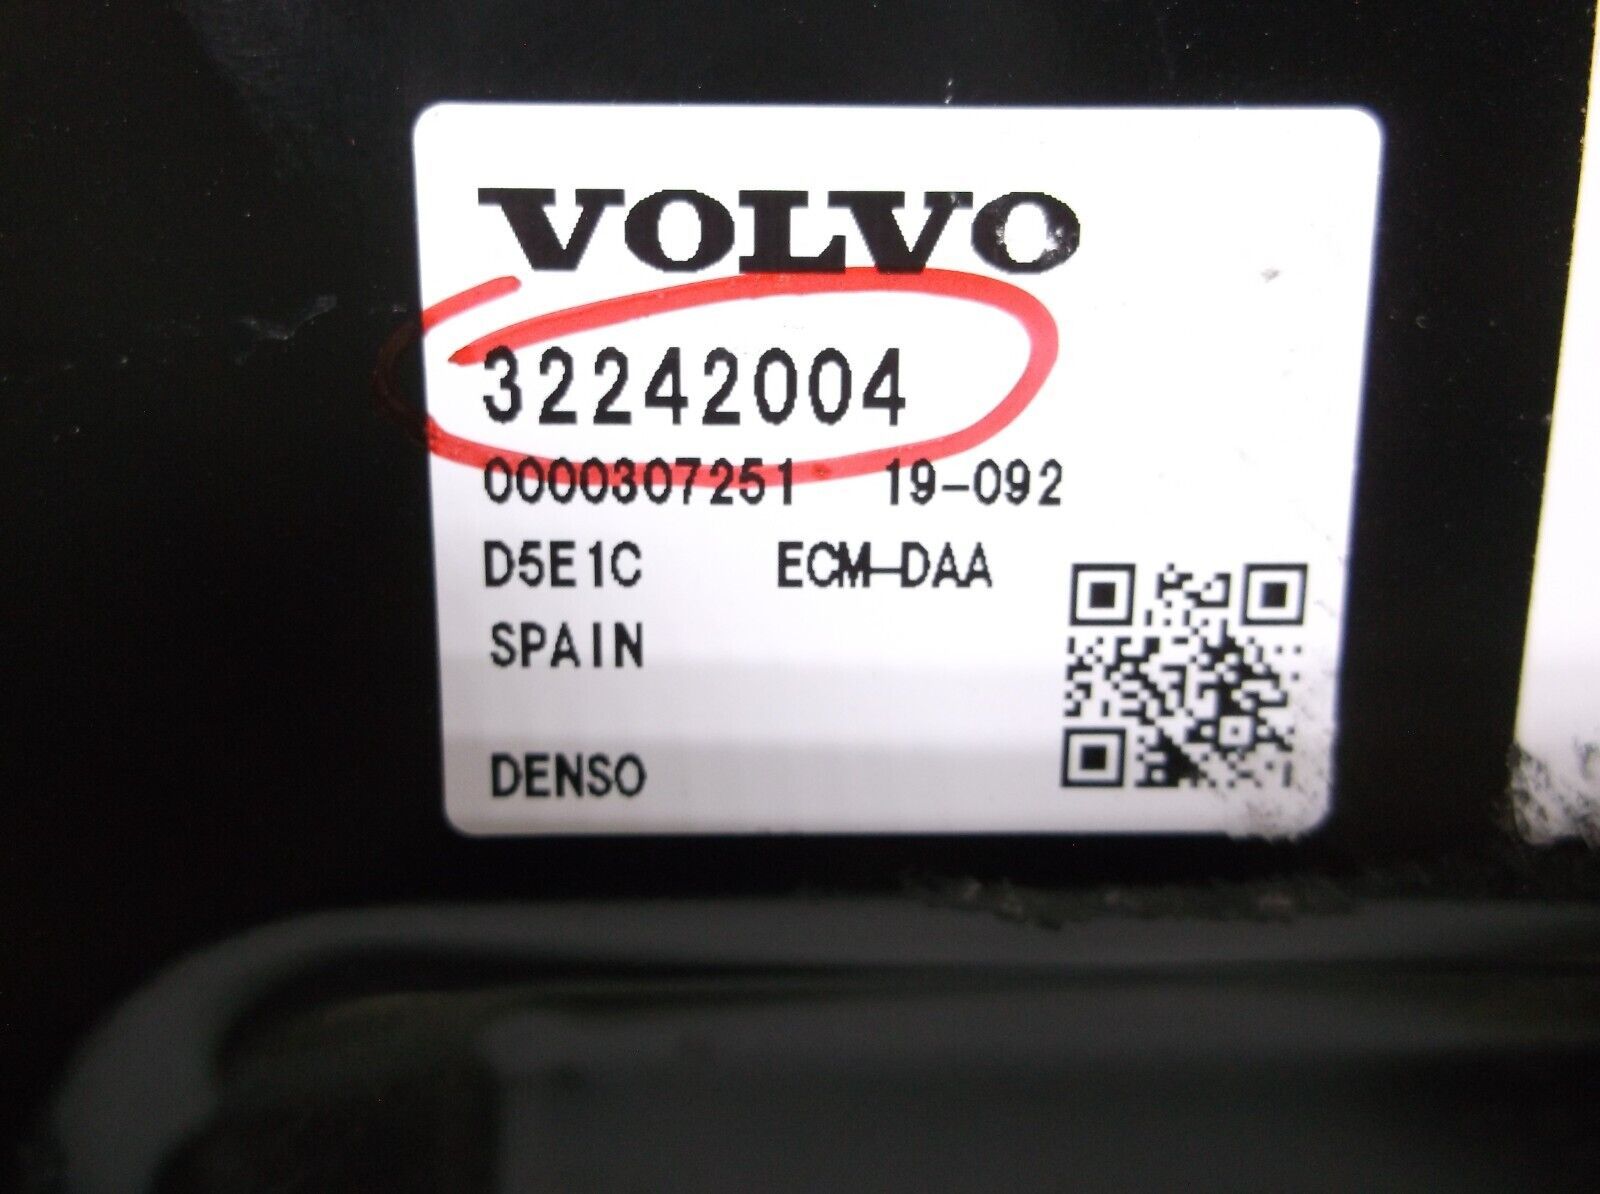 VOLVO
32242004
0000307251 19-092
D5E1C ECM-DAA
SPAIN
DENSO